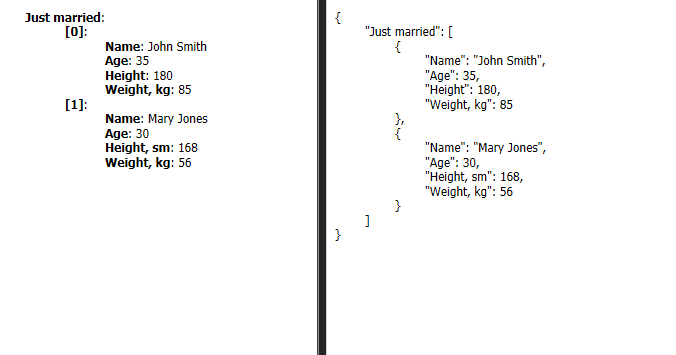 Just married:
[0]:
Name: John Smith
Age: 35
Height: 180
Weight, kg: 85
[1]:
Name: Mary Jones
Age: 30
Height, sm: 168
Weight, kg: 56
{
"Just married": [
{
"Name": "John Smith",
"Age": 35,
"Height": 180,
"Weight, kg": 85
},
{
"Name": "Mary Jones",
"Age": 30,
"Height, sm": 168,
"Weight, kg": 56
}
]
}